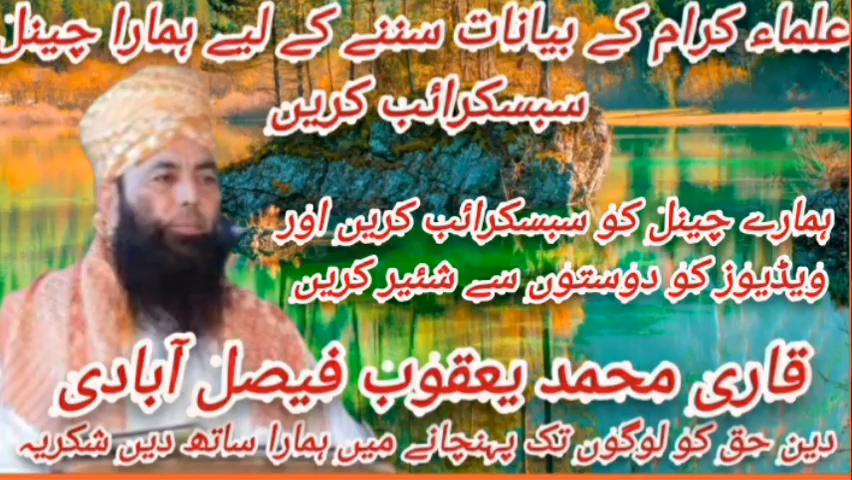 علماء کرام کے بیانات سننے کے لیے ہمارا چینل
سبسکرائب کریں
ہمارے چینل کو سبسکرائب کریں اور
ویڈیوز کو دوستوں سے شئیر کریں
قاری محمد یعقوب فیصل آبادی
دین حق کو لوگوں تک پہنچانے میں ہمارا ساتھ دیں شکریہ